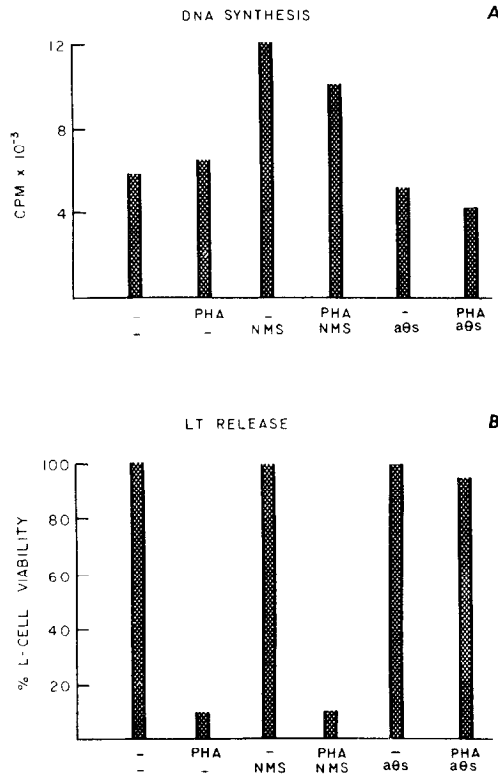 DNA SYNTHESIS
A
12
8
4
CPM x 10⁻³
– PHA – PHA – PHA
– – NMS NMS aθs aθs
LT RELEASE
B
100
80
60
40
20
% L-CELL VIABILITY
– PHA – PHA – PHA
– – NMS NMS aθs aθs